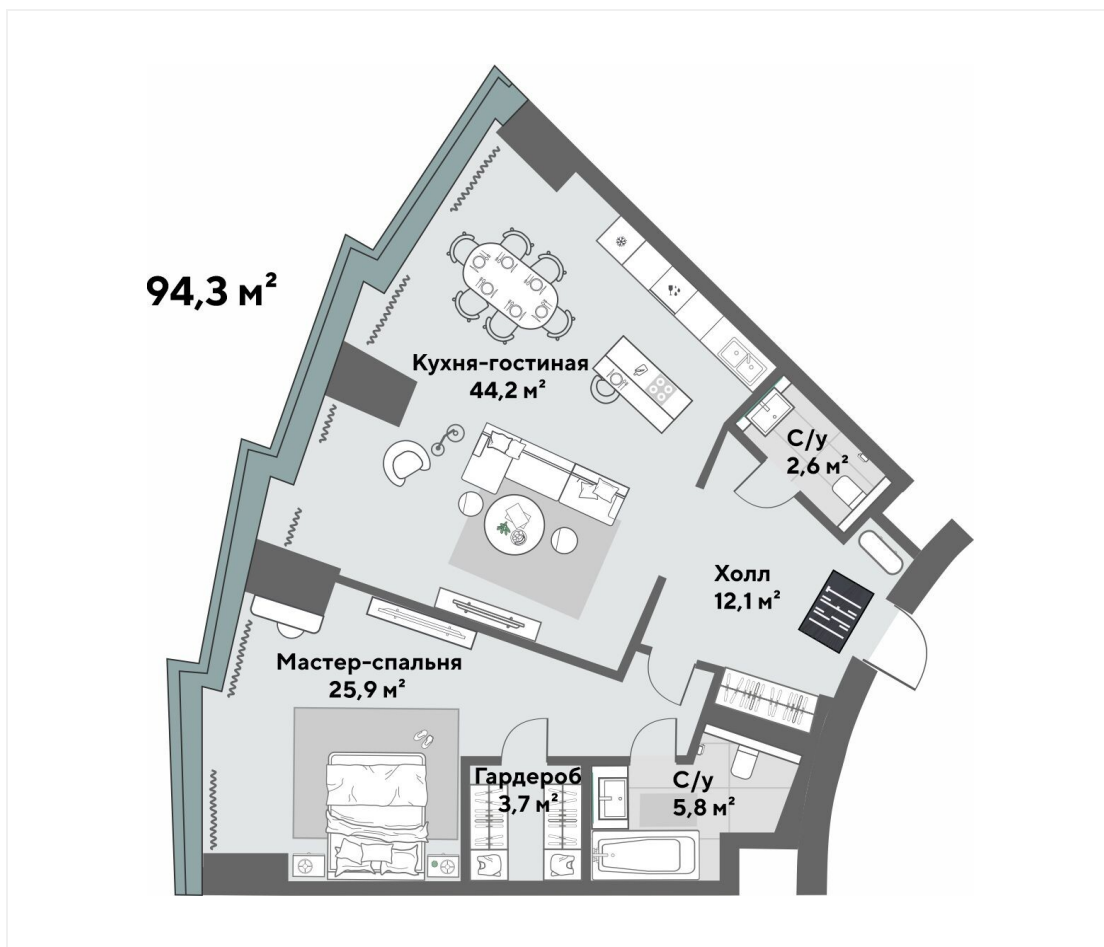 94,3 м²
Кухня-гостиная
44,2 м²
С/у
2,6 м²
Холл
12,1 м²
Мастер-спальня
25,9 м²
Гардероб
3,7 м²
С/у
5,8 м²